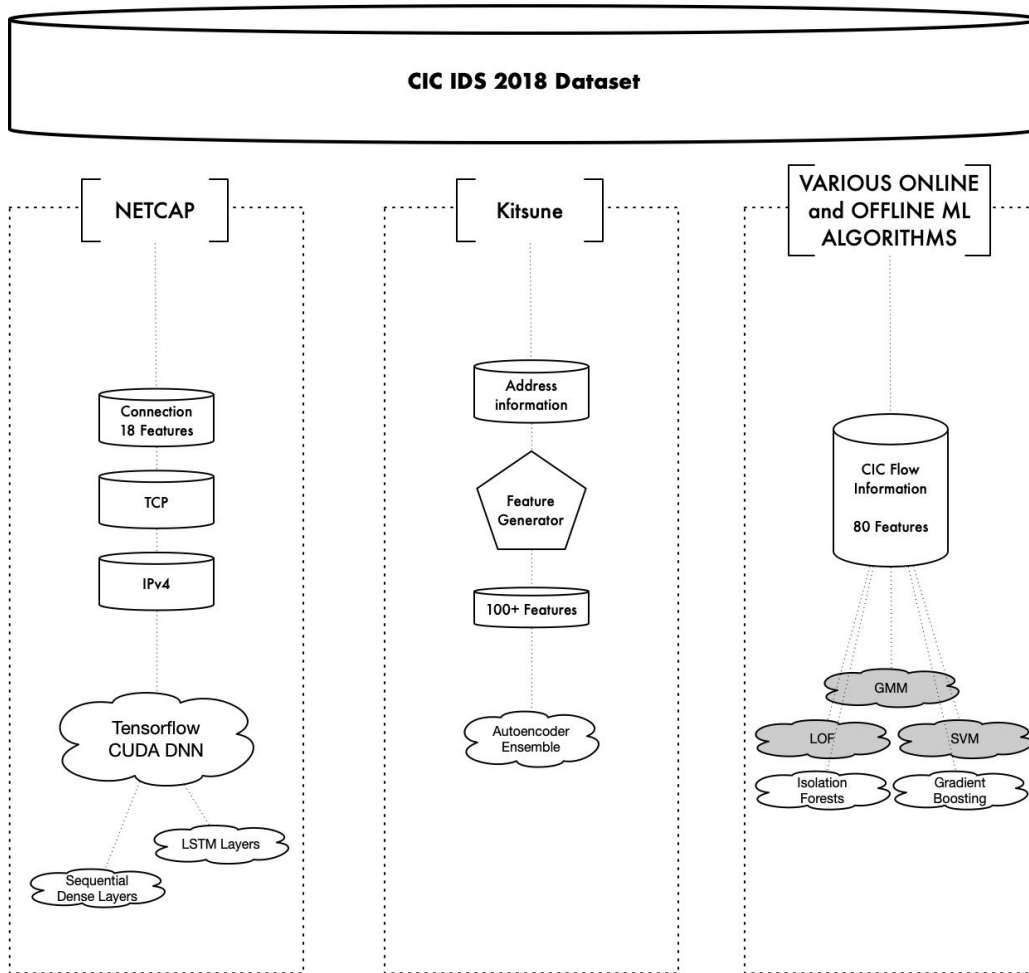 CIC IDS 2018 Dataset
NETCAP
Connection
18 Features
TCP
IPv4
Tensorflow
CUDA DNN
LSTM Layers
Sequential
Dense Layers
Kitsune
Address
information
Feature
Generator
100+ Features
Autoencoder
Ensemble
VARIOUS ONLINE
and OFFLINE ML
ALGORITHMS
CIC Flow
Information
80 Features
GMM
LOF
SVM
Isolation
Forests
Gradient
Boosting